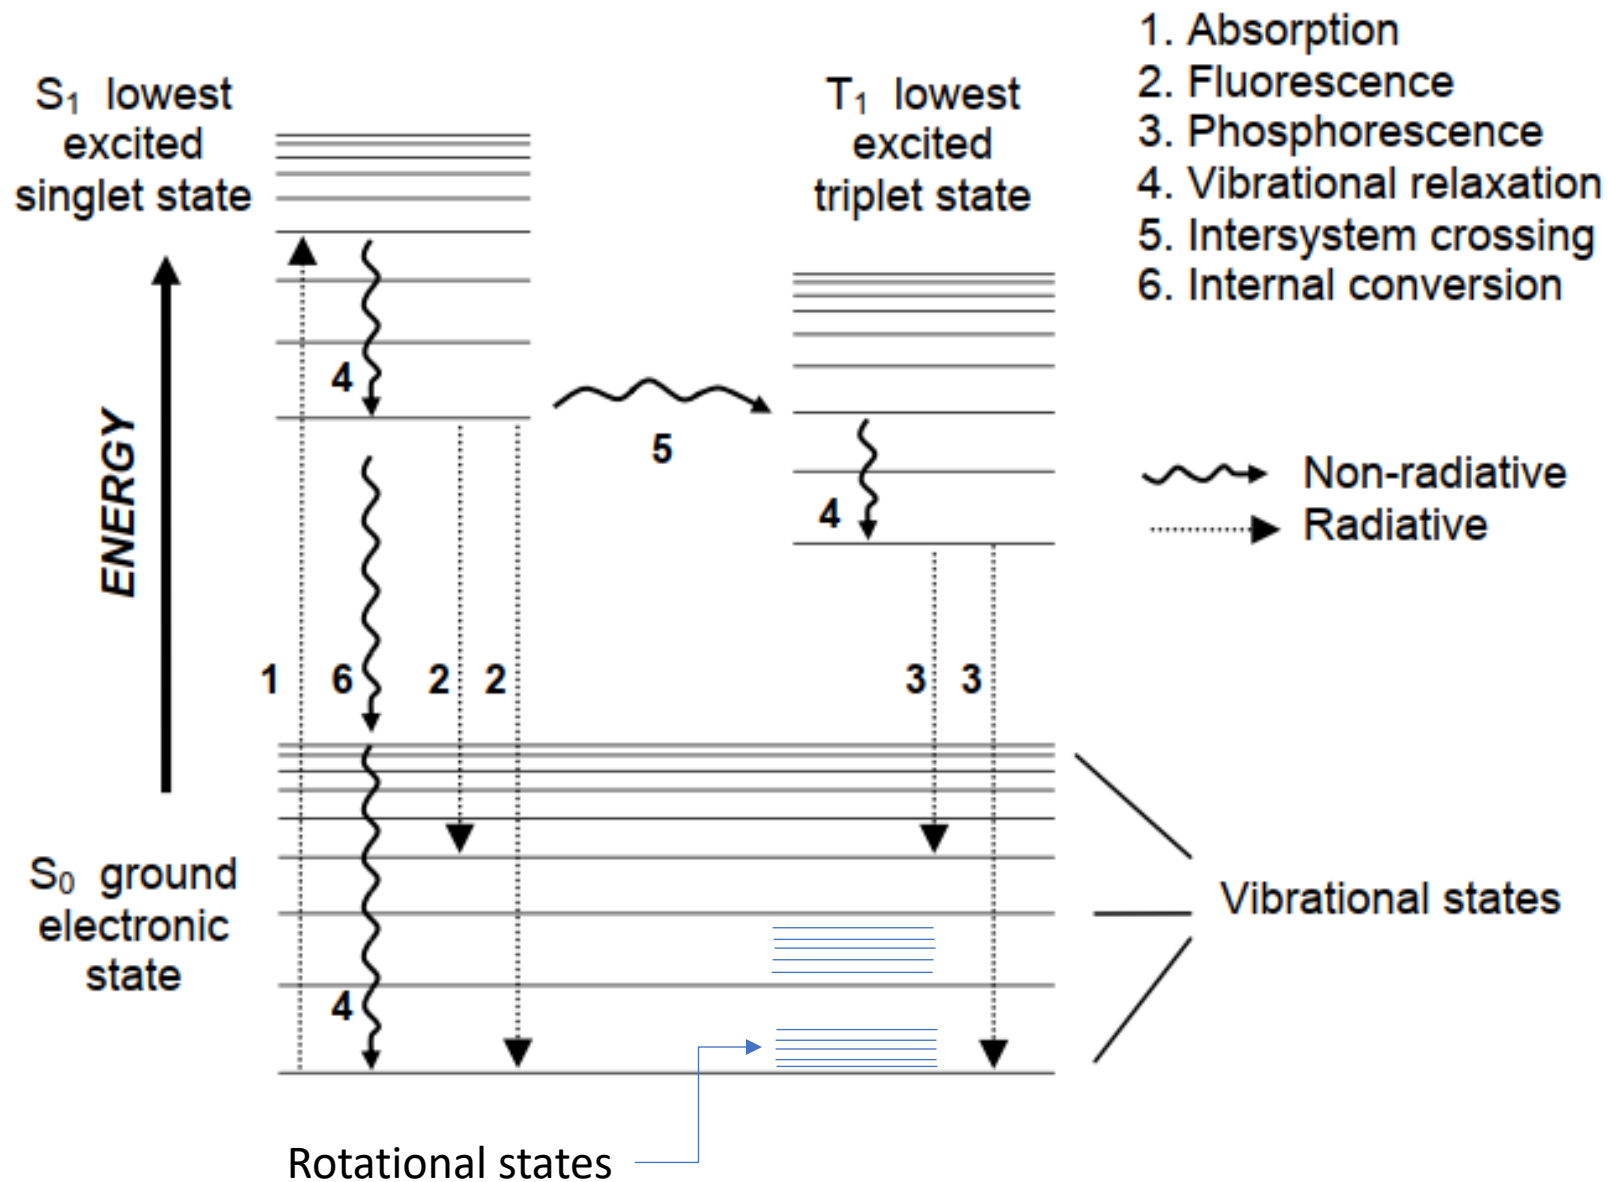 S₁ lowest
excited
singlet state
T₁ lowest
excited
triplet state
1. Absorption
2. Fluorescence
3. Phosphorescence
4. Vibrational relaxation
5. Intersystem crossing
6. Internal conversion
ENERGY
4
5
4
Non-radiative
Radiative
1
6
2
2
3
3
S₀ ground
electronic
state
4
Vibrational states
Rotational states